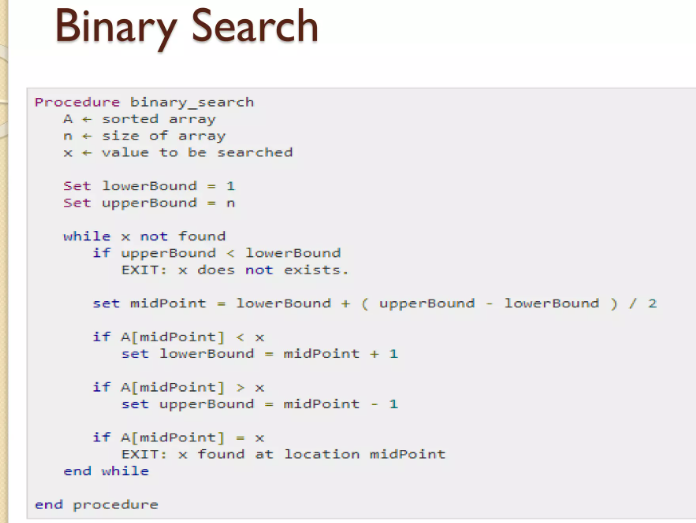 Binary Search
Procedure binary_search
A ← sorted array
n ← size of array
x ← value to be searched
Set lowerBound = 1
Set upperBound = n
while x not found
if upperBound < lowerBound
EXIT: x does not exists.
set midPoint = lowerBound + ( upperBound - lowerBound ) / 2
if A[midPoint] < x
set lowerBound = midPoint + 1
if A[midPoint] > x
set upperBound = midPoint - 1
if A[midPoint] = x
EXIT: x found at location midPoint
end while
end procedure